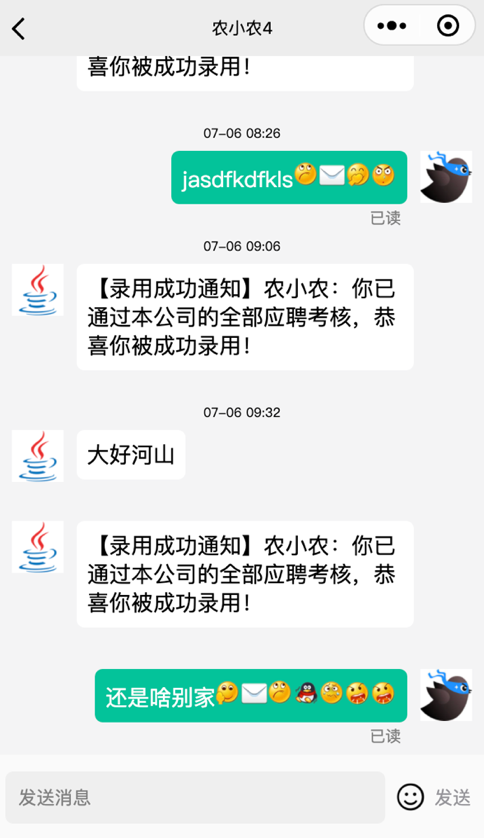 农小农4
喜你被成功录用！
07-06 08:26
jasdfkdfkls
已读
07-06 09:06
【录用成功通知】农小农：你已
通过本公司的全部应聘考核，恭
喜你被成功录用！
07-06 09:32
大好河山
【录用成功通知】农小农：你已
通过本公司的全部应聘考核，恭
喜你被成功录用！
还是啥别家
已读
发送消息
发送